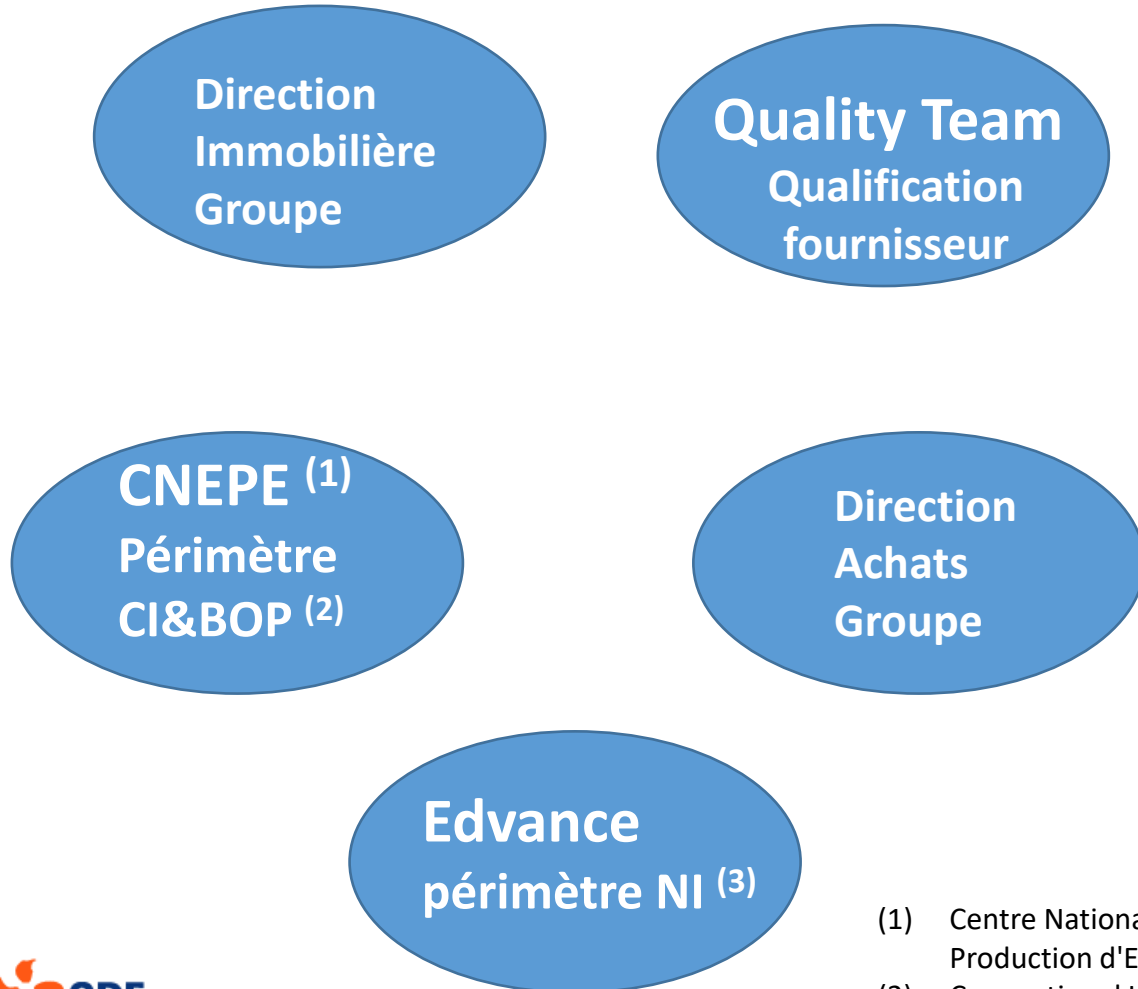 Direction
Immobilière
Groupe
Quality Team
Qualification
fournisseur
CNEPE (1)
Périmètre
CI&BOP (2)
Direction
Achats
Groupe
Edvance
périmètre NI (3)
(1) Centre Nationa
Production d'E